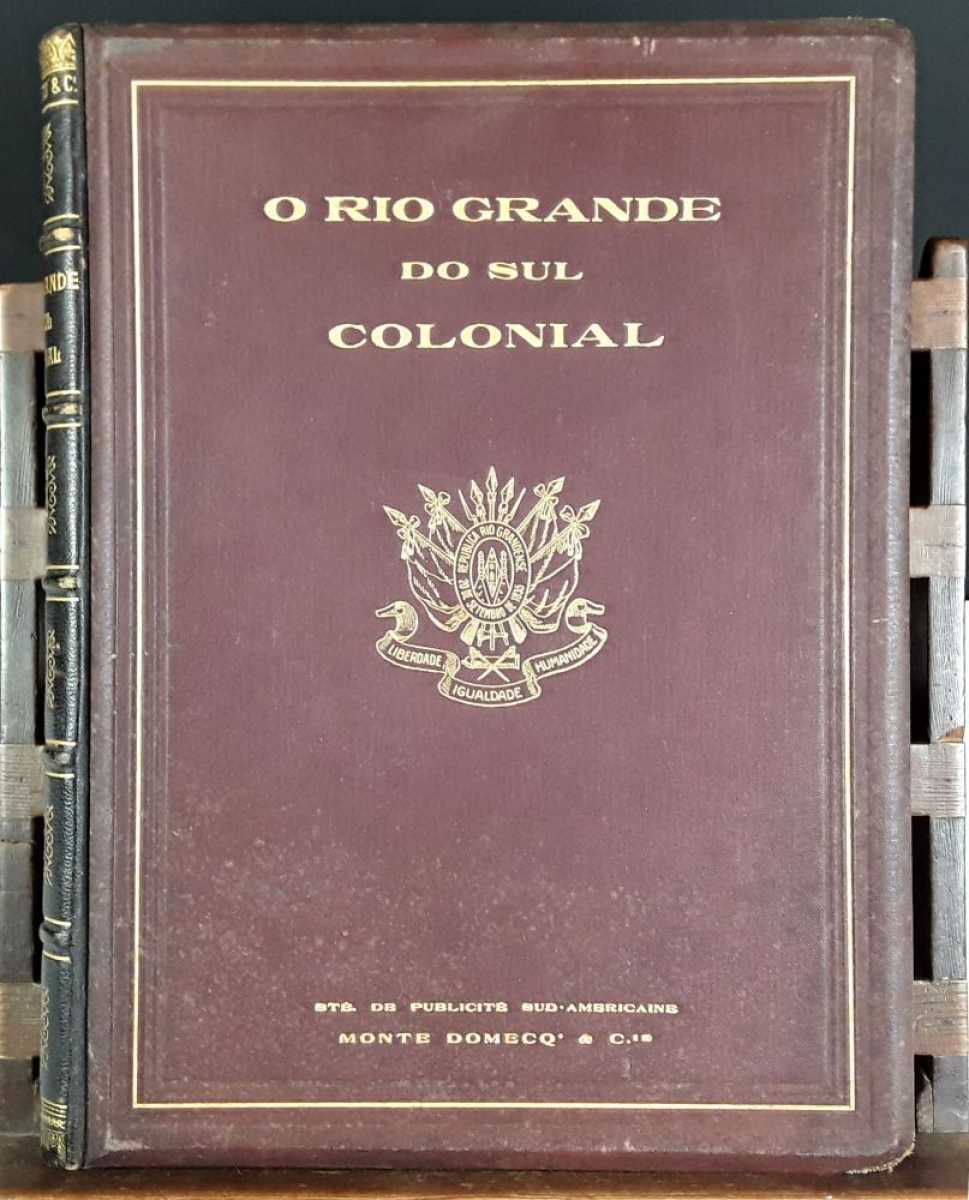 O RIO GRANDE
DO SUL
COLONIAL
REPUBLICA RIO GRANDENSE
20 DE SETEMBRO DE 1835
LIBERDADE
IGUALDADE
HUMANIDADE
STÉ. DE PUBLICITÉ SUD-AMERICAINE
MONTE DOMECQ' & C.IE
& C.